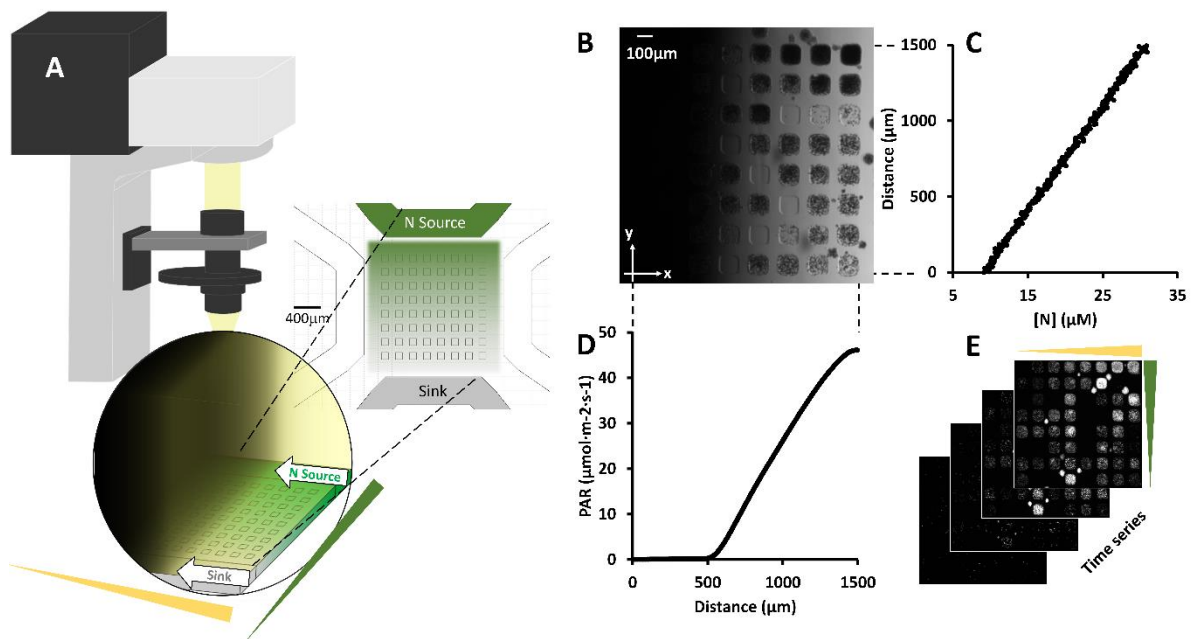 A
N Source
400µm
Sink
N Source
Sink
B
100µm
y
x
C
1500
1000
500
0
Distance (µm)
5
15
25
35
[N] (µM)
D
50
40
30
20
10
0
PAR (µmol·m-2·s-1)
0
500
1000
1500
Distance (µm)
E
Time series